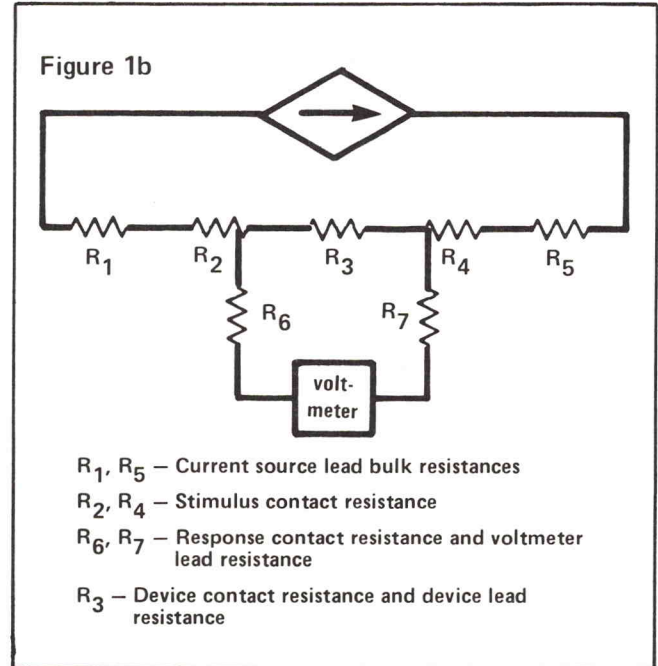 Figure 1b
R1 R2 R3 R4 R5
R6 R7
volt-
meter
R1, R5 – Current source lead bulk resistances
R2, R4 – Stimulus contact resistance
R6, R7 – Response contact resistance and voltmeter
lead resistance
R3 – Device contact resistance and device lead
resistance